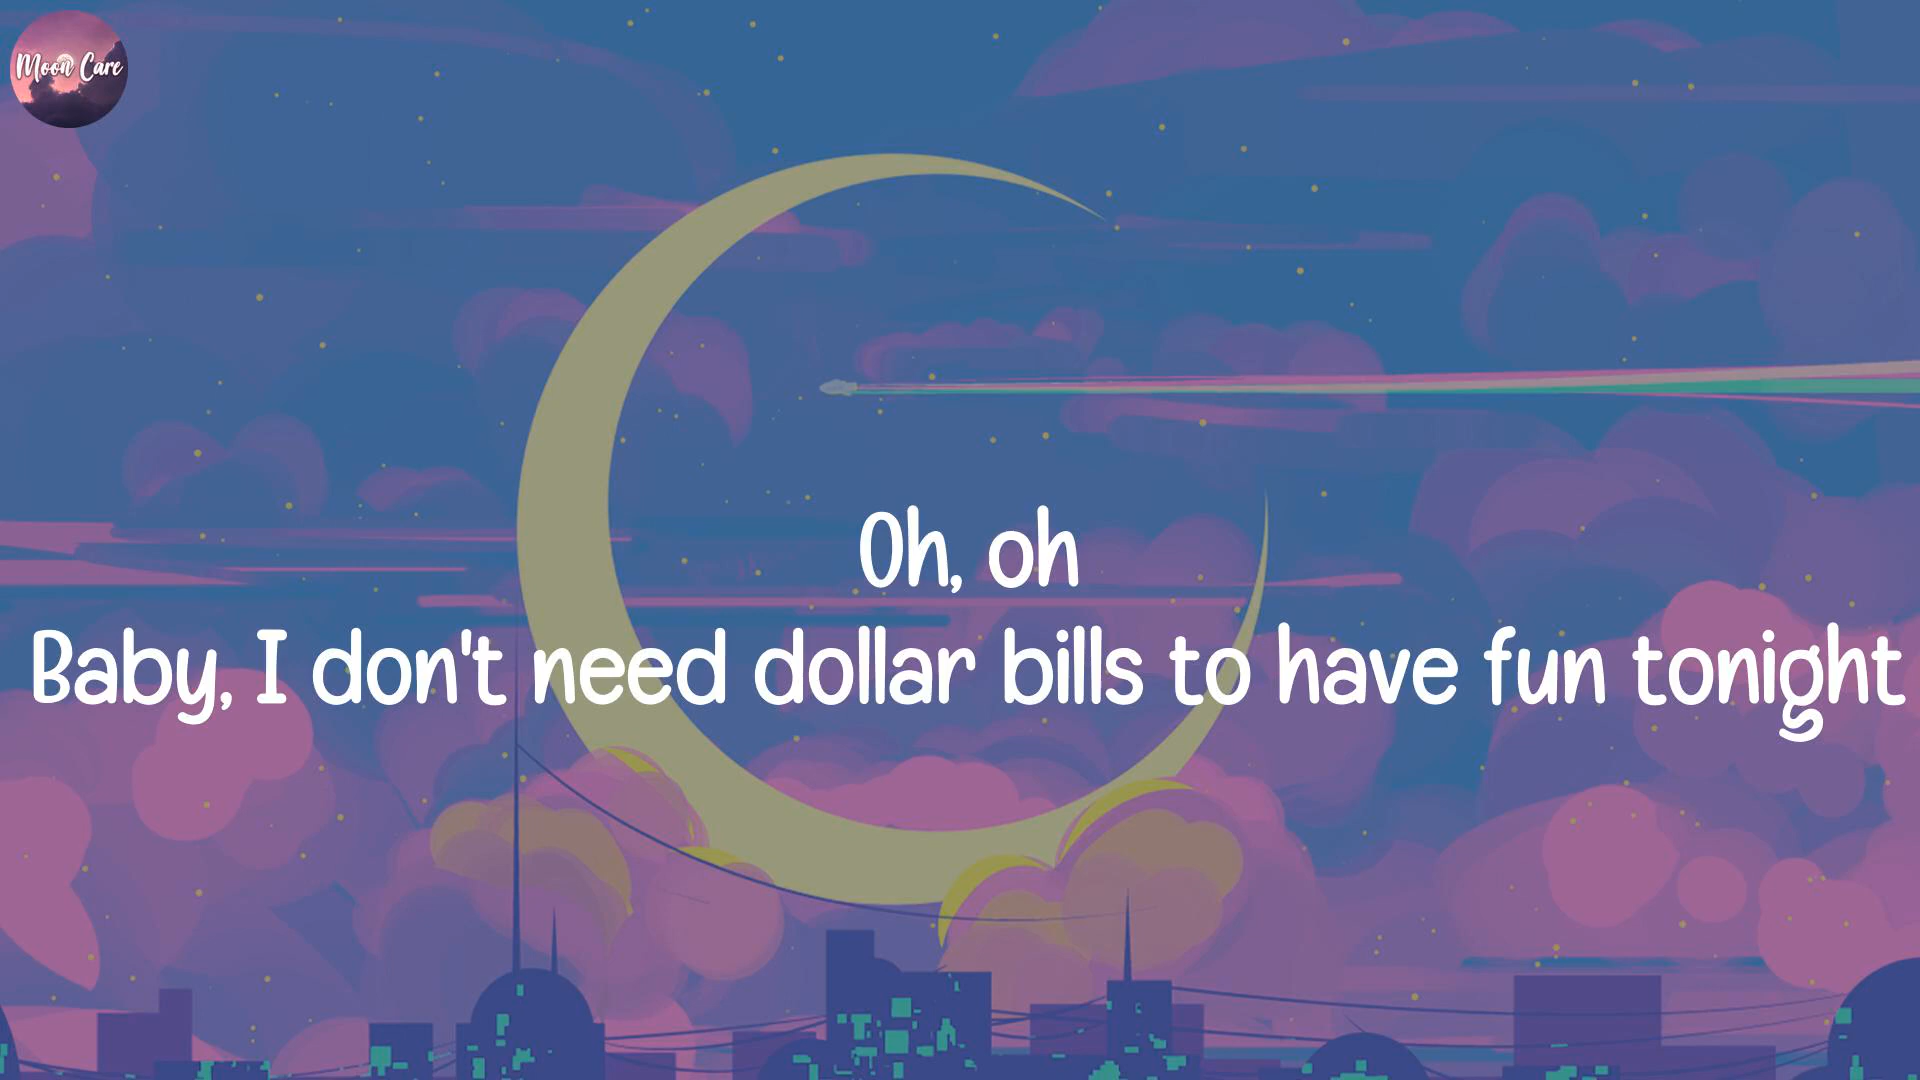 Moon Care
Oh, oh
Baby, I don't need dollar bills to have fun tonight